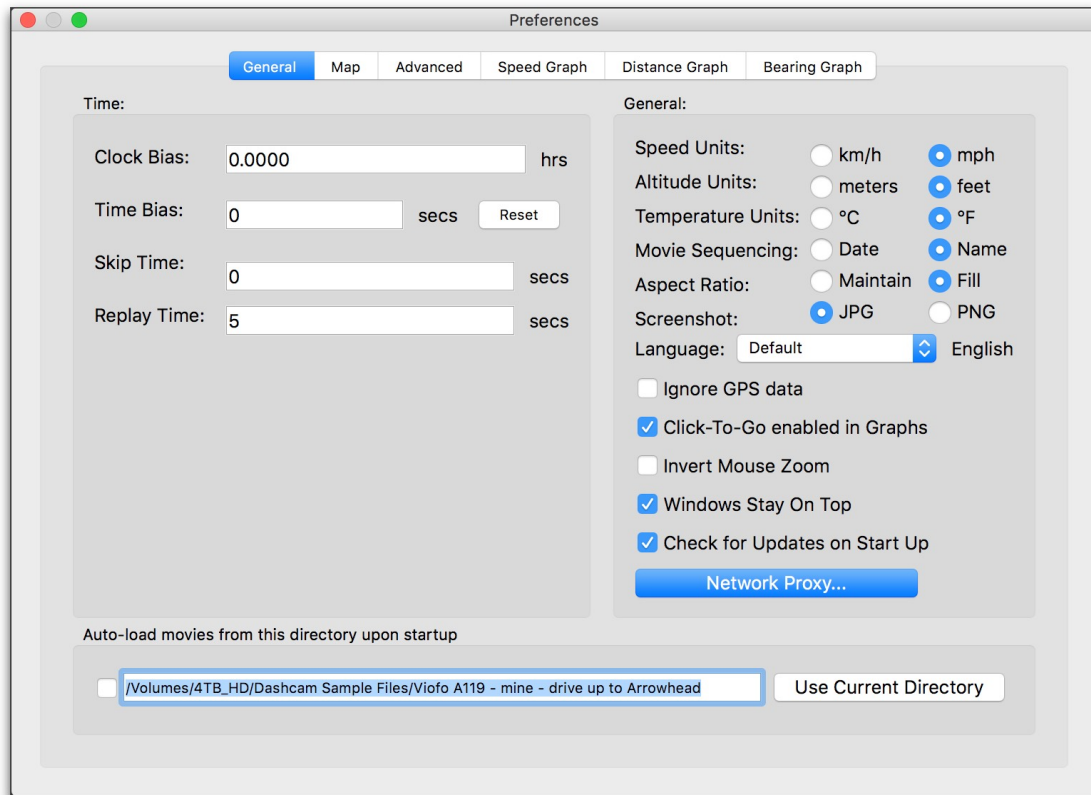 Preferences
General Map Advanced Speed Graph Distance Graph Bearing Graph
Time:
Clock Bias: 0.0000 hrs
Time Bias: 0 secs Reset
Skip Time: 0 secs
Replay Time: 5 secs
General:
Speed Units: km/h mph
Altitude Units: meters feet
Temperature Units: °C °F
Movie Sequencing: Date Name
Aspect Ratio: Maintain Fill
Screenshot: JPG PNG
Language: Default English
Ignore GPS data
Click-To-Go enabled in Graphs
Invert Mouse Zoom
Windows Stay On Top
Check for Updates on Start Up
Network Proxy...
Auto-load movies from this directory upon startup
/Volumes/4TB_HD/Dashcam Sample Files/Viofo A119 - mine - drive up to Arrowhead Use Current Directory